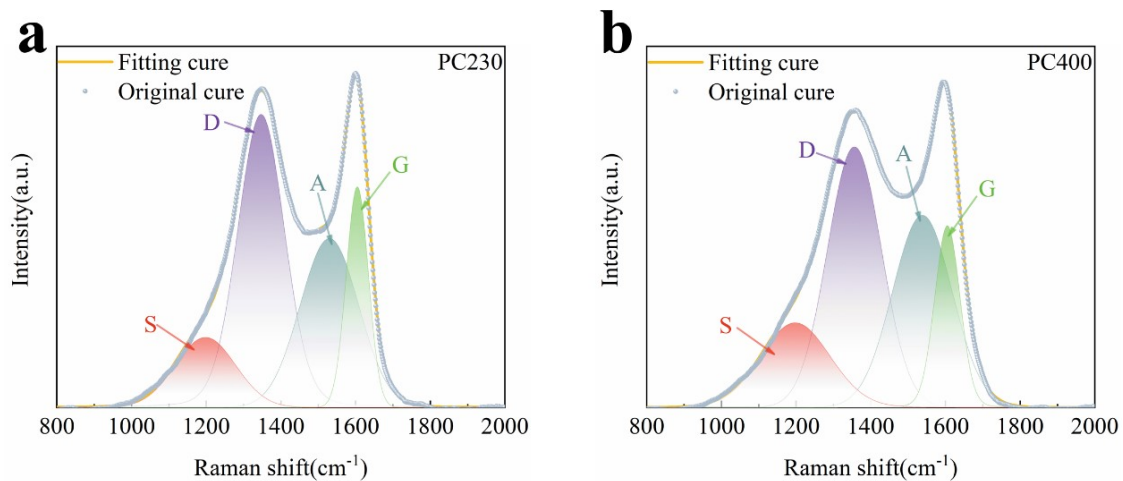 a
Fitting cure
Original cure
PC230
D
A
G
S
Intensity(a.u.)
800 1000 1200 1400 1600 1800 2000
Raman shift(cm⁻¹)
b
Fitting cure
Original cure
PC400
D
A
G
S
Intensity(a.u.)
800 1000 1200 1400 1600 1800 2000
Raman shift(cm⁻¹)